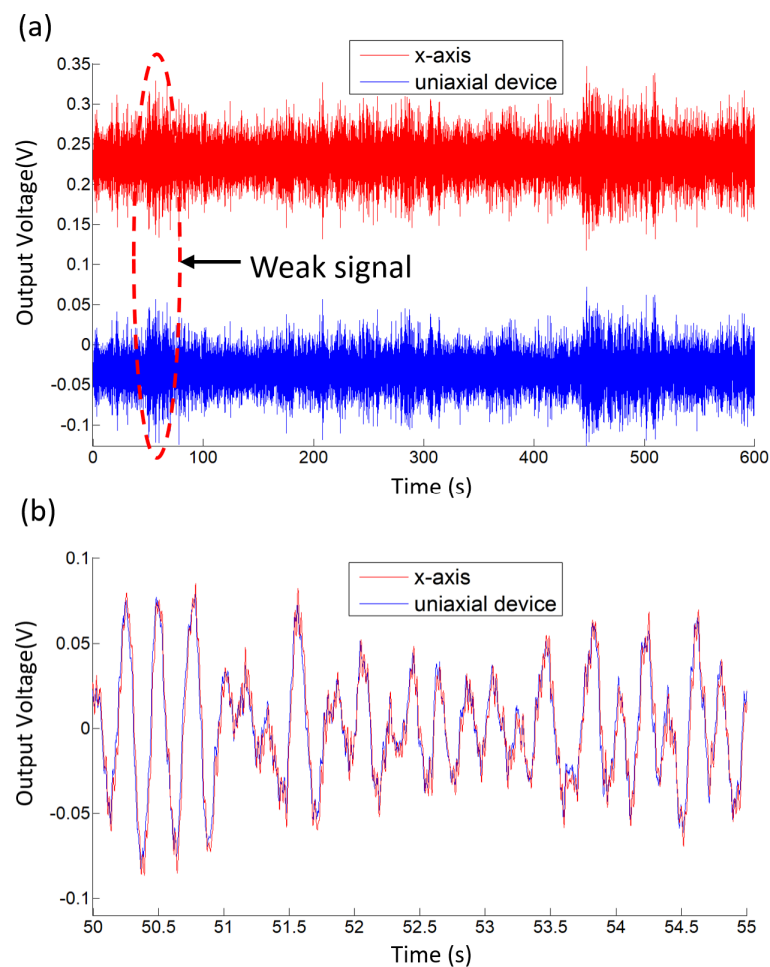 (a)
x-axis
uniaxial device
Output Voltage(V)
0.35
0.3
0.25
0.2
0.15
0.1
0.05
0
-0.05
-0.1
Weak signal
0 100 200 300 400 500 600
Time (s)
(b)
x-axis
uniaxial device
Output Voltage(V)
0.1
0.05
0
-0.05
-0.1
50 50.5 51 51.5 52 52.5 53 53.5 54 54.5 55
Time (s)